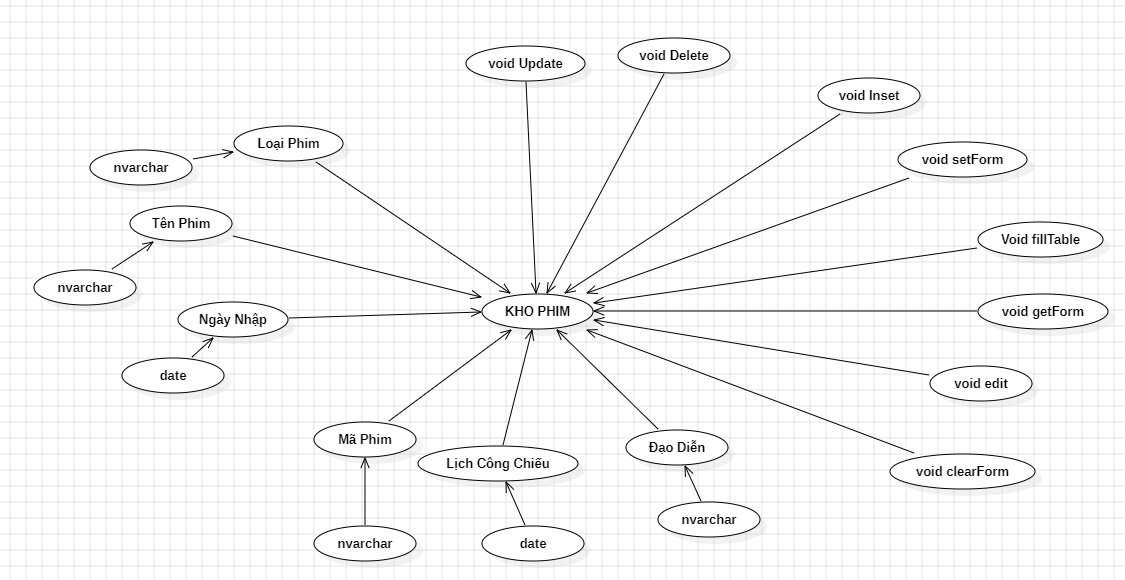 void Update
void Delete
void Inset
Loại Phim
void setForm
nvarchar
Tên Phim
Void fillTable
nvarchar
Ngày Nhập
KHO PHIM
void getForm
date
void edit
Mã Phim
Lịch Công Chiếu
Đạo Diễn
void clearForm
nvarchar
date
nvarchar